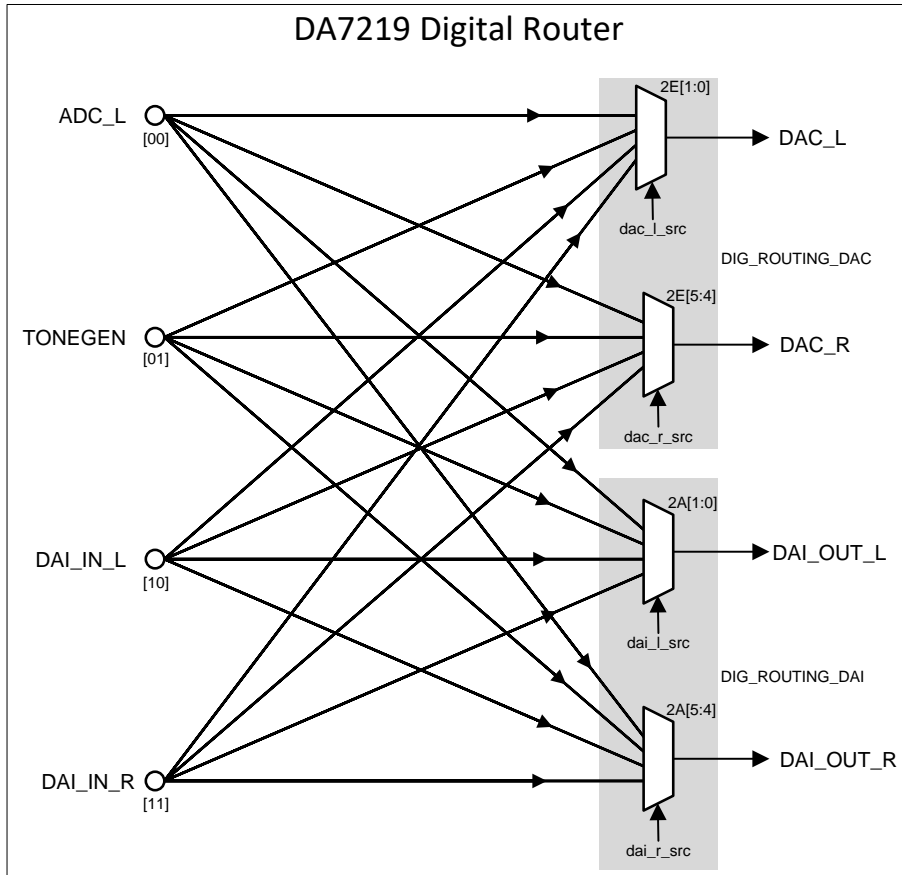 DA7219 Digital Router
2E[1:0]
ADC_L
[00]
DAC_L
dac_l_src
DIG_ROUTING_DAC
2E[5:4]
TONEGEN
[01]
DAC_R
dac_r_src
2A[1:0]
DAI_IN_L
[10]
DAI_OUT_L
dai_l_src
DIG_ROUTING_DAI
2A[5:4]
DAI_IN_R
[11]
DAI_OUT_R
dai_r_src